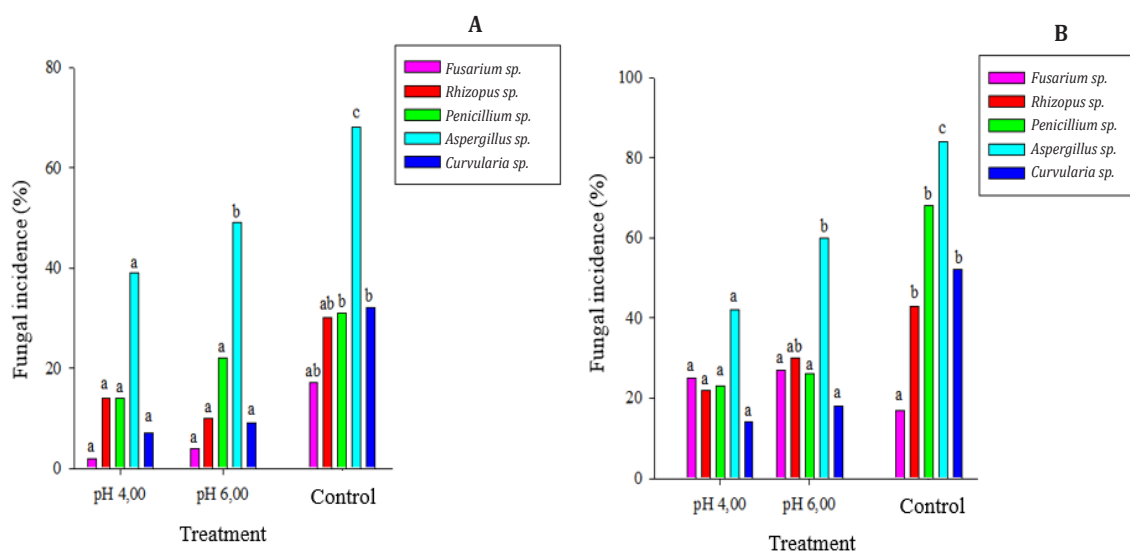 A
Fusarium sp.
Rhizopus sp.
Penicillium sp.
Aspergillus sp.
Curvularia sp.
Fungal incidence (%)
80
60
40
20
0
a
a
a
a
a
a
a
a
b
a
ab
ab
b
c
b
pH 4,00
pH 6,00
Control
Treatment
B
Fusarium sp.
Rhizopus sp.
Penicillium sp.
Aspergillus sp.
Curvularia sp.
Fungal incidence (%)
100
80
60
40
20
0
a
a
a
a
a
a
ab
a
b
a
a
b
b
c
b
pH 4,00
pH 6,00
Control
Treatment